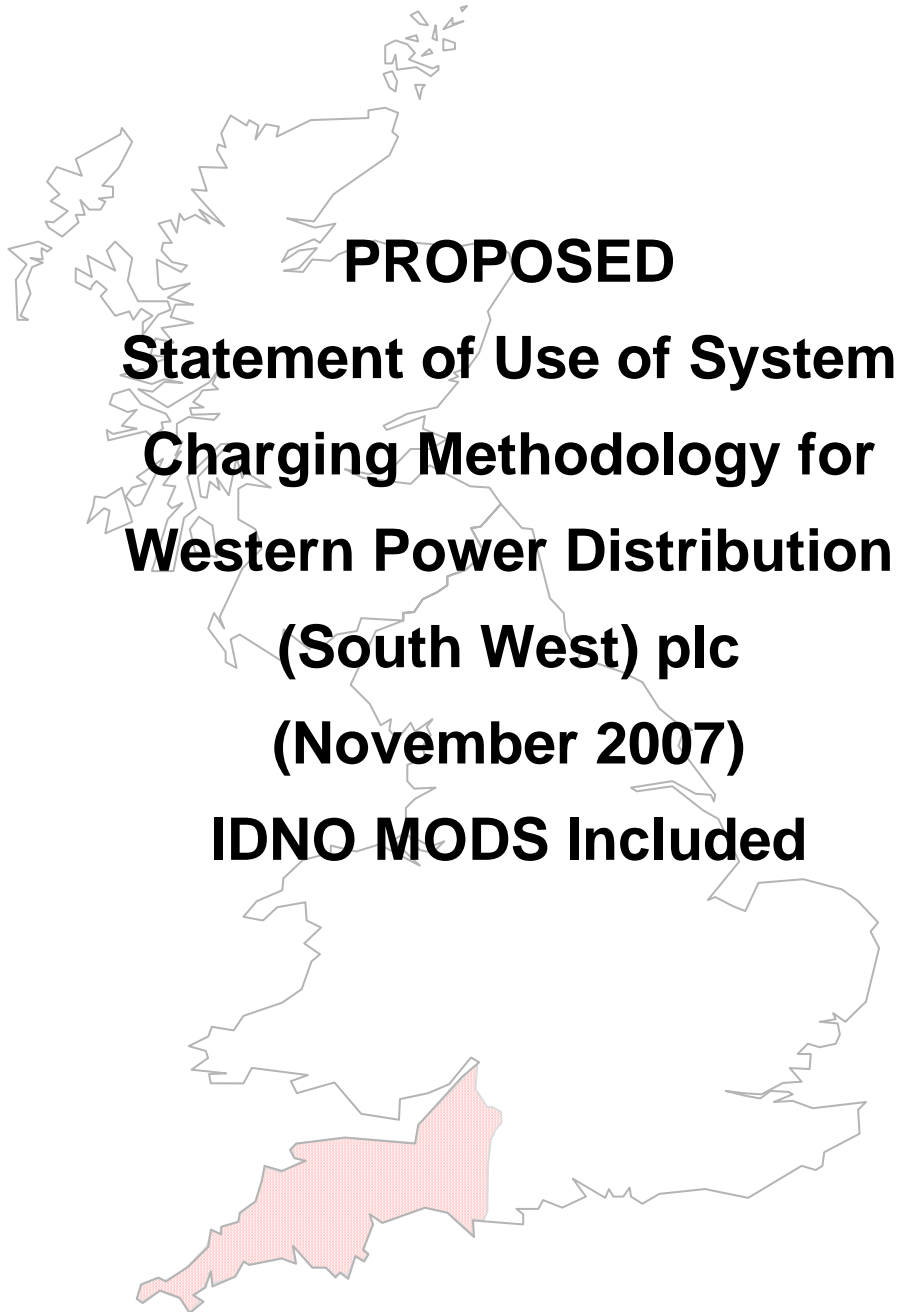 PROPOSED
Statement of Use of System
Charging Methodology for
Western Power Distribution
(South West) plc
(November 2007)
IDNO MODS Included